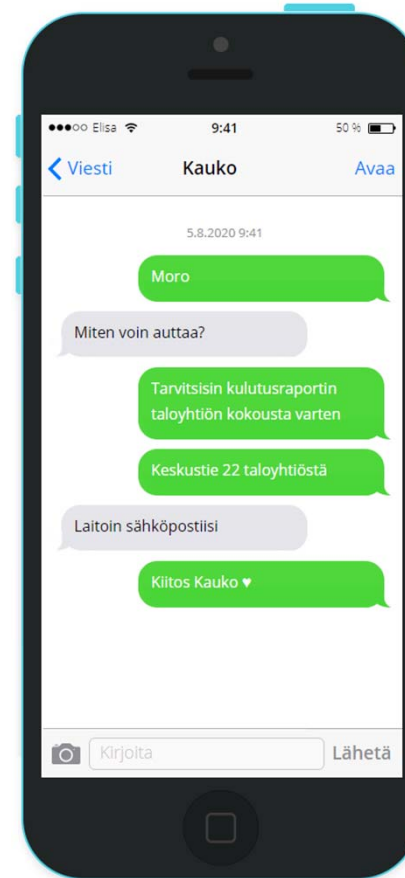 Elisa 9:41 50 %
Viesti Kauko Avaa
5.8.2020 9:41
Moro
Miten voin auttaa?
Tarvitsisin kulutusraportin
taloyhtiön kokousta varten
Keskustie 22 taloyhtiöstä
Laitoin sähköpostiisi
Kiitos Kauko ♥
Kirjoita Lähetä